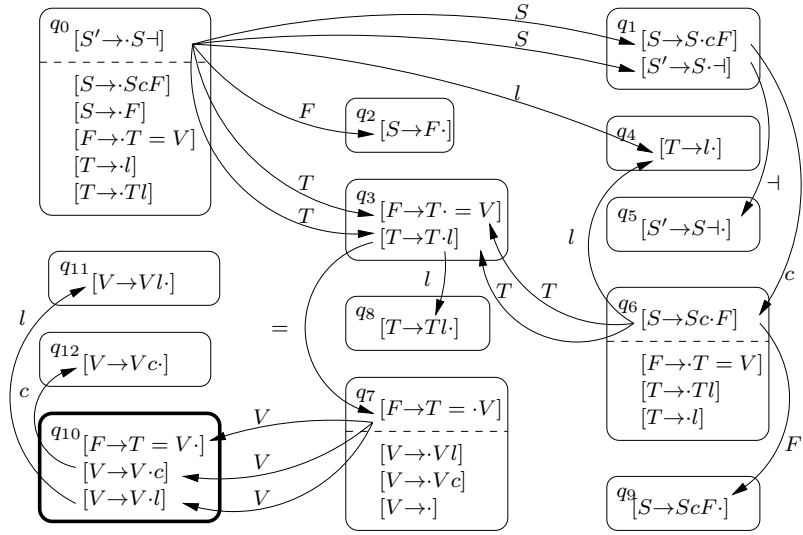 q0 [S′→·S⊣]
[S→·ScF]
[S→·F]
[F→·T = V]
[T→·l]
[T→·Tl]
S
S
l
F
T
T
q1 [S→S·cF]
[S′→S·⊣]
q2 [S→F·]
q4 [T→l·]
⊣
q3 [F→T· = V]
[T→T·l]
q5 [S′→S⊣·]
l
l
c
q11 [V→Vl·]
=
T
T
q8 [T→Tl·]
q6 [S→Sc·F]
[F→·T = V]
[T→·Tl]
[T→·l]
l
q12 [V→Vc·]
c
q7 [F→T = ·V]
[V→·Vl]
[V→·Vc]
[V→·]
V
V
V
q10 [F→T = V·]
[V→V·c]
[V→V·l]
F
q9 [S→ScF·]